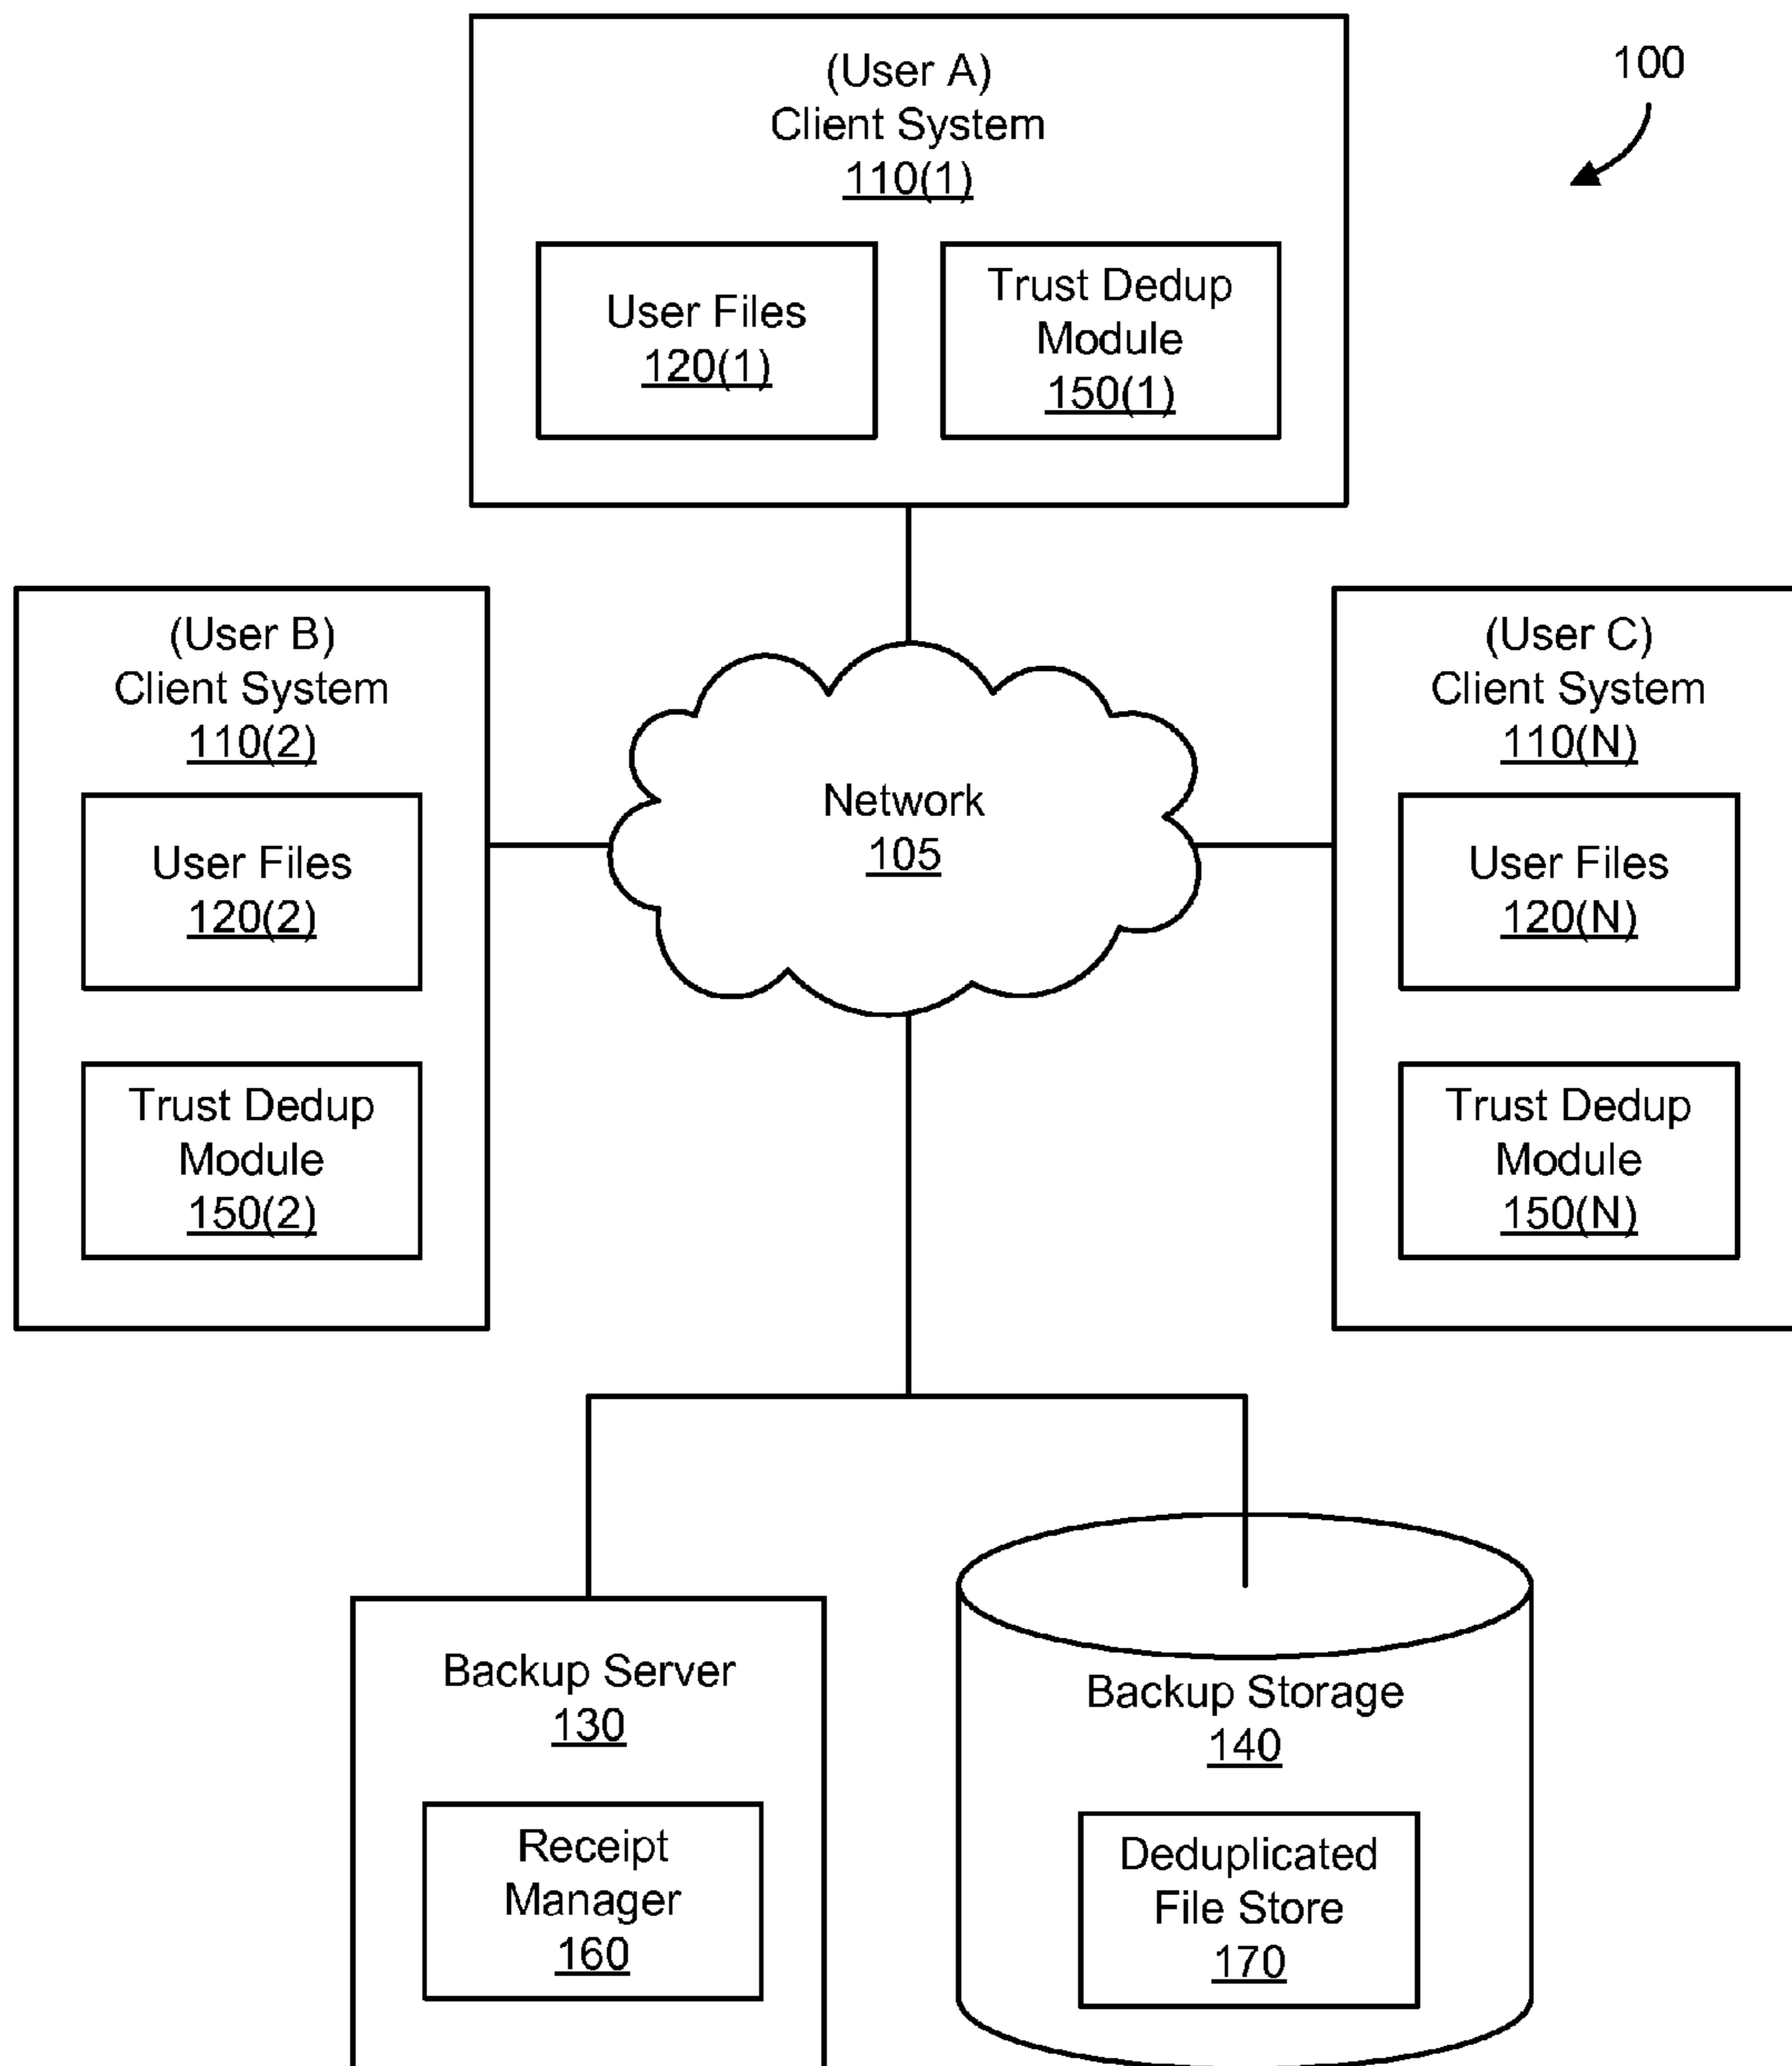 100
(User A)
Client System
110(1)
User Files
120(1)
Trust Dedup
Module
150(1)
(User B)
Client System
110(2)
User Files
120(2)
Trust Dedup
Module
150(2)
Network
105
(User C)
Client System
110(N)
User Files
120(N)
Trust Dedup
Module
150(N)
Backup Server
130
Receipt
Manager
160
Backup Storage
140
Deduplicated
File Store
170